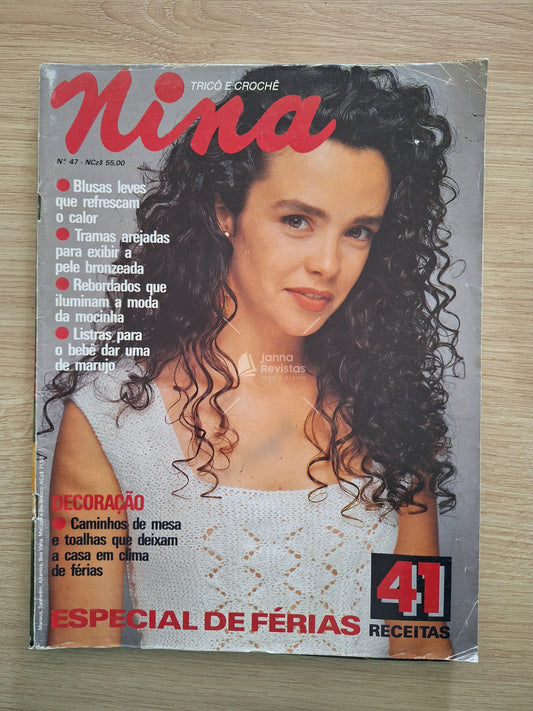 TRICÔ E CROCHÊ
Nina
Nº 47 - NCz$ 55,00
● Blusas leves
que refrescam
o calor
● Tramas arejadas
para exibir a
pele bronzeada
● Rebordados que
iluminam a moda
da mocinha
● Listras para
o bebê dar uma
de marujo
Janna
Revistas
DECORAÇÃO
● Caminhos de mesa
e toalhas que deixam
a casa em clima
de férias
41
RECEITAS
ESPECIAL DE FÉRIAS